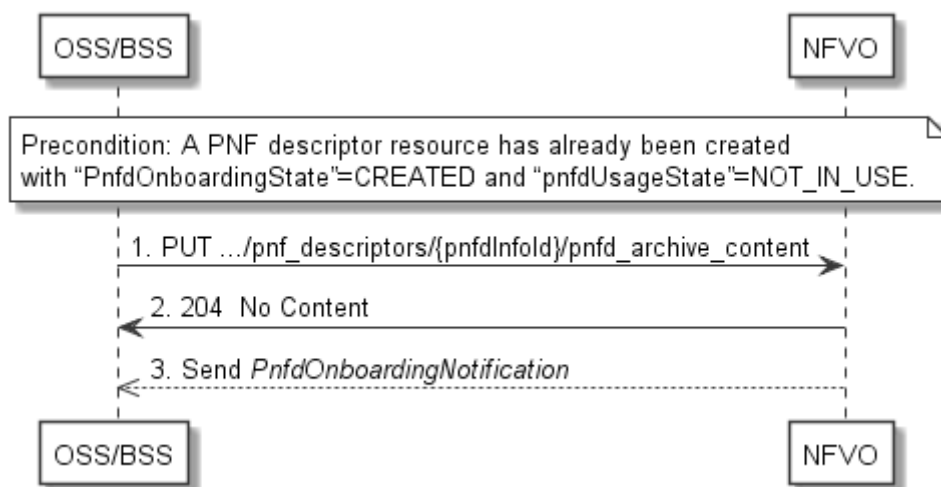 OSS/BSS
NFVO
Precondition: A PNF descriptor resource has already been created
with “PnfdOnboardingState”=CREATED and “pnfdUsageState”=NOT_IN_USE.
1. PUT .../pnf_descriptors/{pnfdInfoId}/pnfd_archive_content
2. 204  No Content
3. Send PnfdOnboardingNotification
OSS/BSS
NFVO